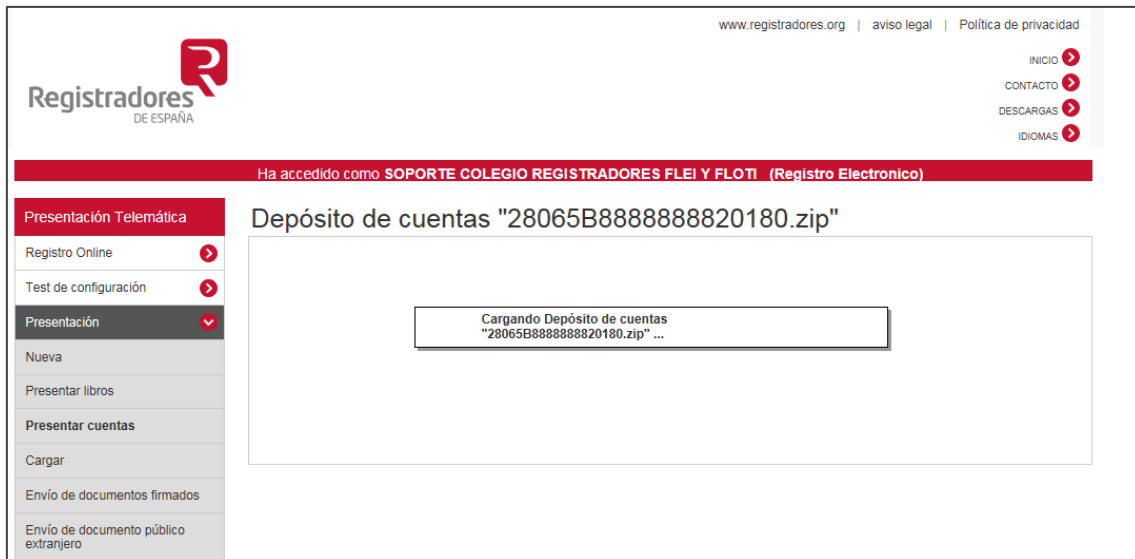 www.registradores.org | aviso legal | Política de privacidad
INICIO
CONTACTO
DESCARGAS
IDIOMAS
Registradores
DE ESPAÑA
Ha accedido como SOPORTE COLEGIO REGISTRADORES FLEI Y FLOTI (Registro Electronico)
Presentación Telemática
Registro Online
Test de configuración
Presentación
Nueva
Presentar libros
Presentar cuentas
Cargar
Envío de documentos firmados
Envío de documento público
extranjero
Depósito de cuentas "28065B8888888820180.zip"
Cargando Depósito de cuentas
"28065B8888888820180.zip" ...